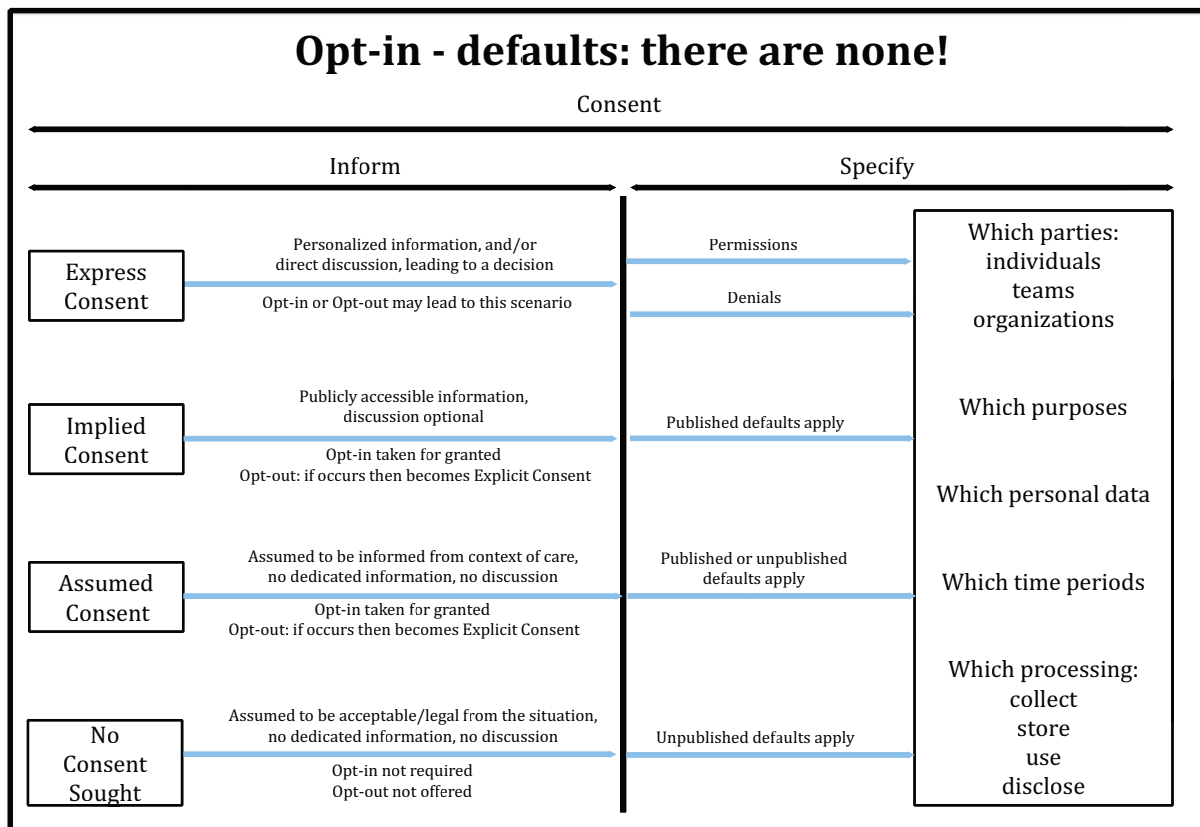 Opt-in - defaults: there are none!
Consent
Inform
Specify
Express
Consent
Personalized information, and/or
direct discussion, leading to a decision
Opt-in or Opt-out may lead to this scenario
Permissions
Denials
Implied
Consent
Publicly accessible information,
discussion optional
Opt-in taken for granted
Opt-out: if occurs then becomes Explicit Consent
Published defaults apply
Assumed
Consent
Assumed to be informed from context of care,
no dedicated information, no discussion
Opt-in taken for granted
Opt-out: if occurs then becomes Explicit Consent
Published or unpublished
defaults apply
No
Consent
Sought
Assumed to be acceptable/legal from the situation,
no dedicated information, no discussion
Opt-in not required
Opt-out not offered
Unpublished defaults apply
Which parties:
individuals
teams
organizations
Which purposes
Which personal data
Which time periods
Which processing:
collect
store
use
disclose